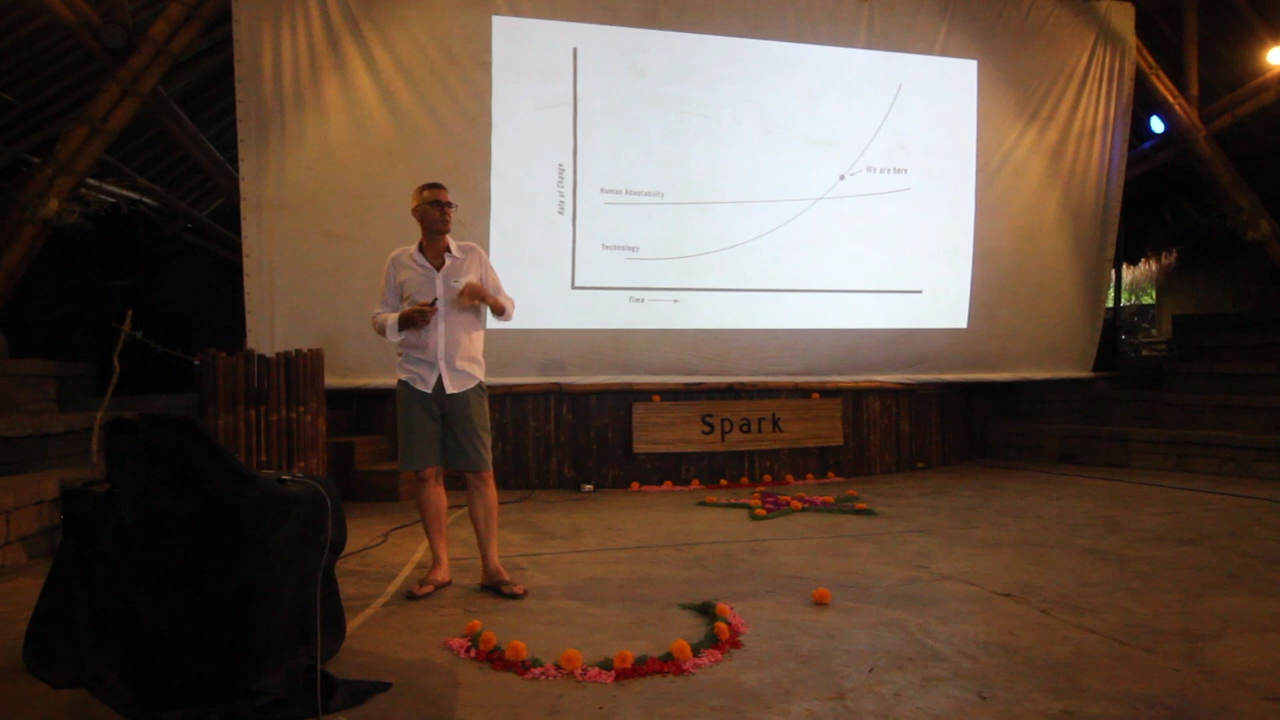 Rate of Change
Human Adaptability
Technology
We are here
Time
Spark